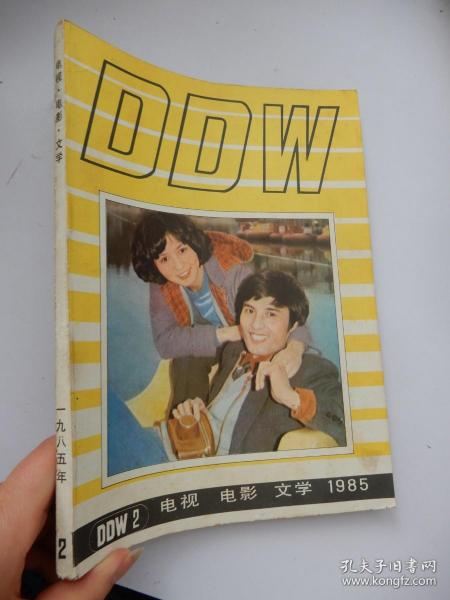 电视·电影·文学
一九八五年
2
DDW
DDW 2 电视 电影 文学 1985
孔夫子旧书网
www.kongfz.com